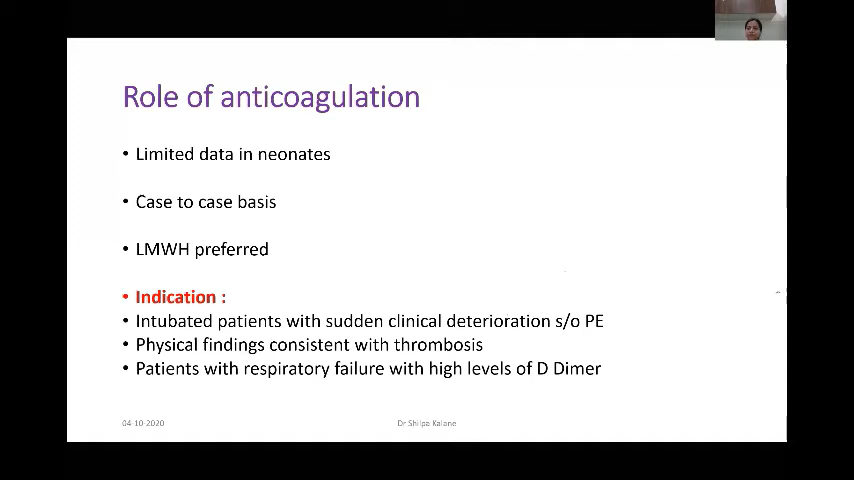 Role of anticoagulation
• Limited data in neonates
• Case to case basis
• LMWH preferred
• Indication :
• Intubated patients with sudden clinical deterioration s/o PE
• Physical findings consistent with thrombosis
• Patients with respiratory failure with high levels of D Dimer
04-10-2020
Dr Shilpa Kalane